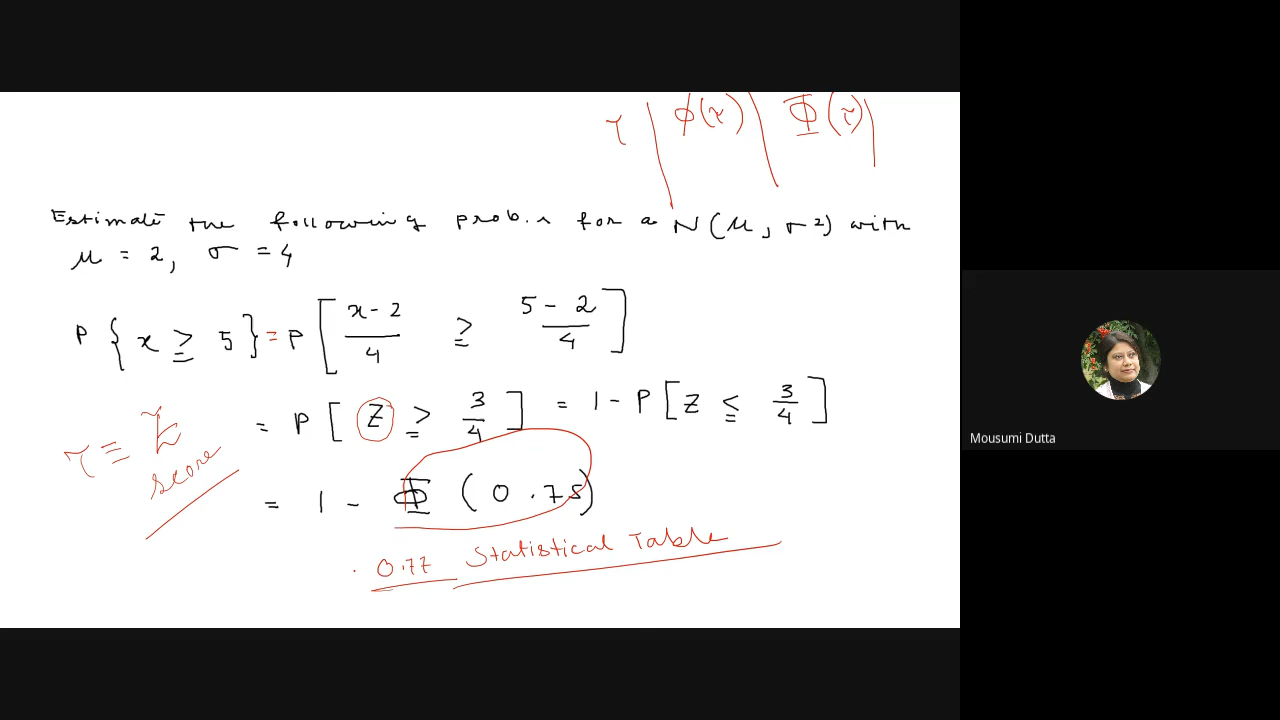 τ | ϕ(τ) | Φ(τ) |
Estimate the following prob.s for a N(μ, σ²) with
μ = 2, σ = 4
P { x ≥ 5 } = P [ (x - 2)/4 ≥ (5 - 2)/4 ]
= P [ Z ≥ 3/4 ] = 1 - P [ Z ≤ 3/4 ]
τ ≡ Z score
= 1 - Φ (0.75)
0.77 Statistical Table
Mousumi Dutta